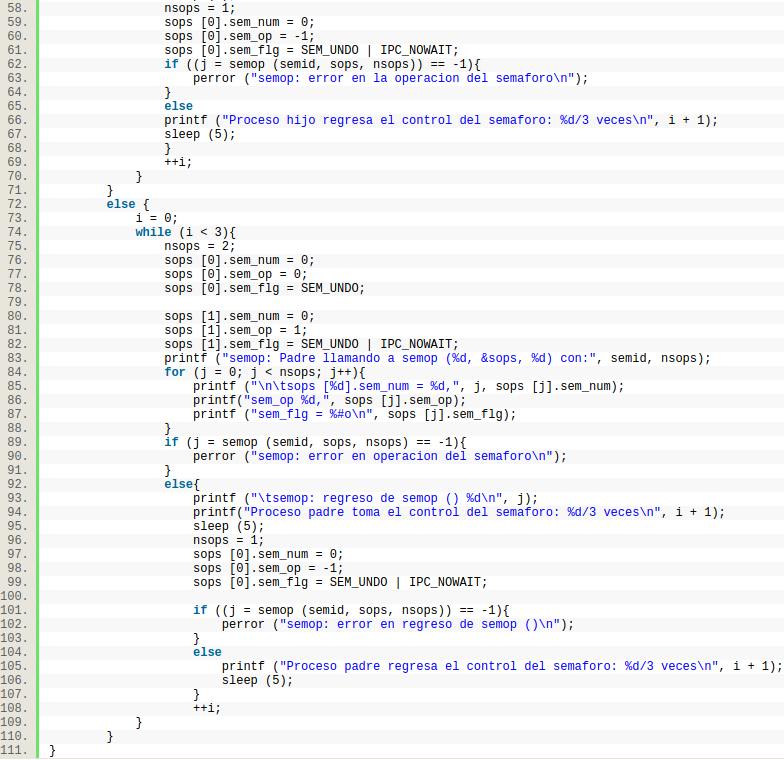 58. nsops = 1;
59. sops [0].sem_num = 0;
60. sops [0].sem_op = -1;
61. sops [0].sem_flg = SEM_UNDO | IPC_NOWAIT;
62. if ((j = semop (semid, sops, nsops)) == -1){
63. perror ("semop: error en la operacion del semaforo\n");
64. }
65. else
66. printf ("Proceso hijo regresa el control del semaforo: %d/3 veces\n", i + 1);
67. sleep (5);
68. }
69. ++i;
70. }
71. }
72. else {
73. i = 0;
74. while (i < 3){
75. nsops = 2;
76. sops [0].sem_num = 0;
77. sops [0].sem_op = 0;
78. sops [0].sem_flg = SEM_UNDO;
79.
80. sops [1].sem_num = 0;
81. sops [1].sem_op = 1;
82. sops [1].sem_flg = SEM_UNDO | IPC_NOWAIT;
83. printf ("semop: Padre llamando a semop (%d, &sops, %d) con:", semid, nsops);
84. for (j = 0; j < nsops; j++){
85. printf ("\n\tsops [%d].sem_num = %d,", j, sops [j].sem_num);
86. printf("sem_op %d,", sops [j].sem_op);
87. printf ("sem_flg = %#o\n", sops [j].sem_flg);
88. }
89. if (j = semop (semid, sops, nsops) == -1){
90. perror ("semop: error en operacion del semaforo\n");
91. }
92. else{
93. printf ("\tsemop: regreso de semop () %d\n", j);
94. printf("Proceso padre toma el control del semaforo: %d/3 veces\n", i + 1);
95. sleep (5);
96. nsops = 1;
97. sops [0].sem_num = 0;
98. sops [0].sem_op = -1;
99. sops [0].sem_flg = SEM_UNDO | IPC_NOWAIT;
100.
101. if ((j = semop (semid, sops, nsops)) == -1){
102. perror ("semop: error en regreso de semop ()\n");
103. }
104. else
105. printf ("Proceso padre regresa el control del semaforo: %d/3 veces\n", i + 1);
106. sleep (5);
107. }
108. ++i;
109. }
110. }
111. }